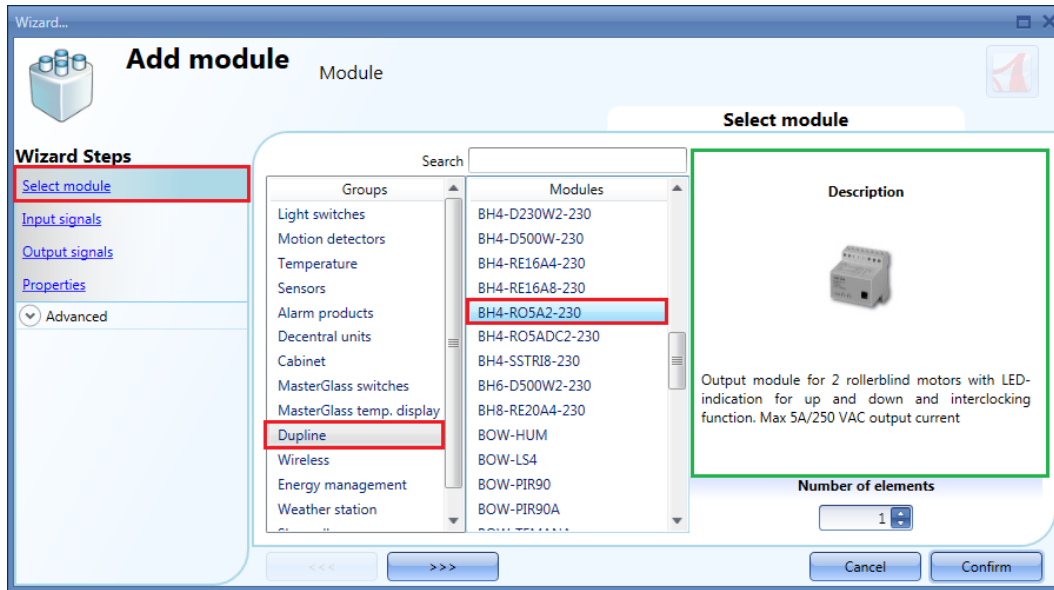 Wizard...
Add module
Module
Select module
Wizard Steps
Select module
Input signals
Output signals
Properties
Advanced
Search
Groups
Light switches
Motion detectors
Temperature
Sensors
Alarm products
Decentral units
Cabinet
MasterGlass switches
MasterGlass temp. display
Dupline
Wireless
Energy management
Weather station
Modules
BH4-D230W2-230
BH4-D500W-230
BH4-RE16A4-230
BH4-RE16A8-230
BH4-RO5A2-230
BH4-RO5ADC2-230
BH4-SSTRI8-230
BH6-D500W2-230
BH8-RE20A4-230
BOW-HUM
BOW-LS4
BOW-PIR90
BOW-PIR90A
Description
Output module for 2 rollerblind motors with LED-
indication for up and down and interclocking
function. Max 5A/250 VAC output current
Number of elements
1
<<<
>>>
Cancel
Confirm